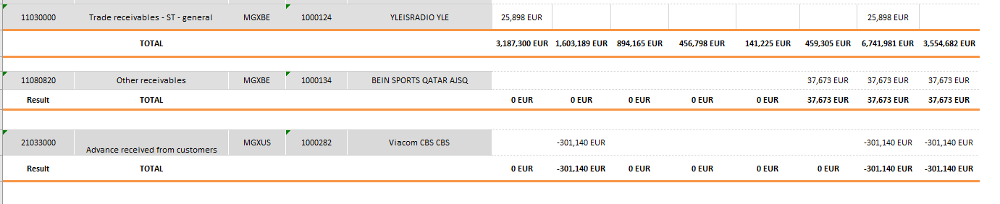 11030000 Trade receivables - ST - general MGXBE 1000124 YLEISRADIO YLE 25,898 EUR 25,898 EUR
TOTAL 3,187,300 EUR 1,603,189 EUR 894,165 EUR 456,798 EUR 141,225 EUR 459,305 EUR 6,741,981 EUR 3,554,682 EUR
11080820 Other receivables MGXBE 1000134 BEIN SPORTS QATAR AJSQ 37,673 EUR 37,673 EUR 37,673 EUR
Result TOTAL 0 EUR 0 EUR 0 EUR 0 EUR 0 EUR 37,673 EUR 37,673 EUR 37,673 EUR
21033000 Advance received from customers MGXUS 1000282 Viacom CBS CBS -301,140 EUR -301,140 EUR -301,140 EUR
Result TOTAL 0 EUR -301,140 EUR 0 EUR 0 EUR 0 EUR 0 EUR -301,140 EUR -301,140 EUR